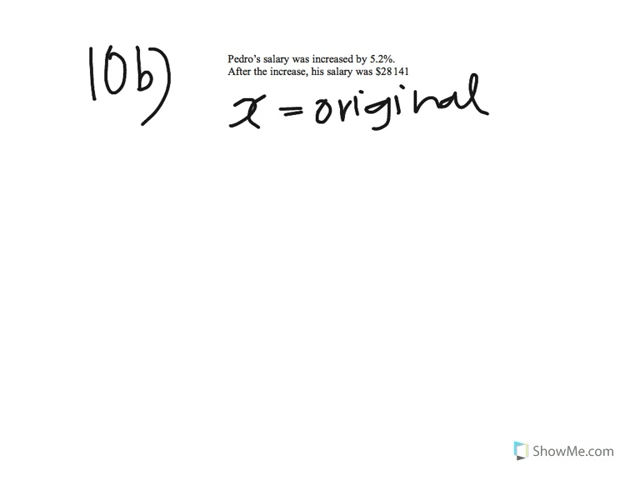 10b)
Pedro's salary was increased by 5.2%.
After the increase, his salary was $28 141
x = original
ShowMe.com